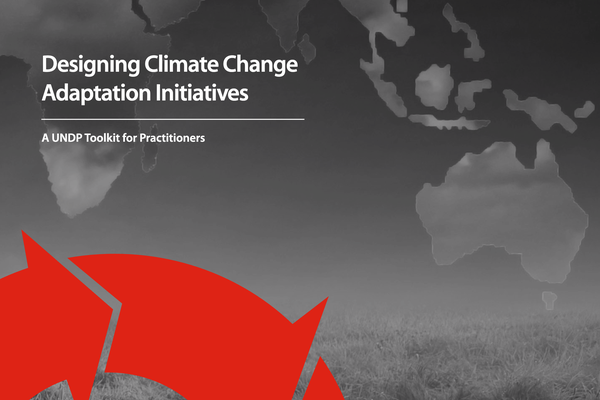 Designing Climate Change
Adaptation Initiatives
A UNDP Toolkit for Practitioners